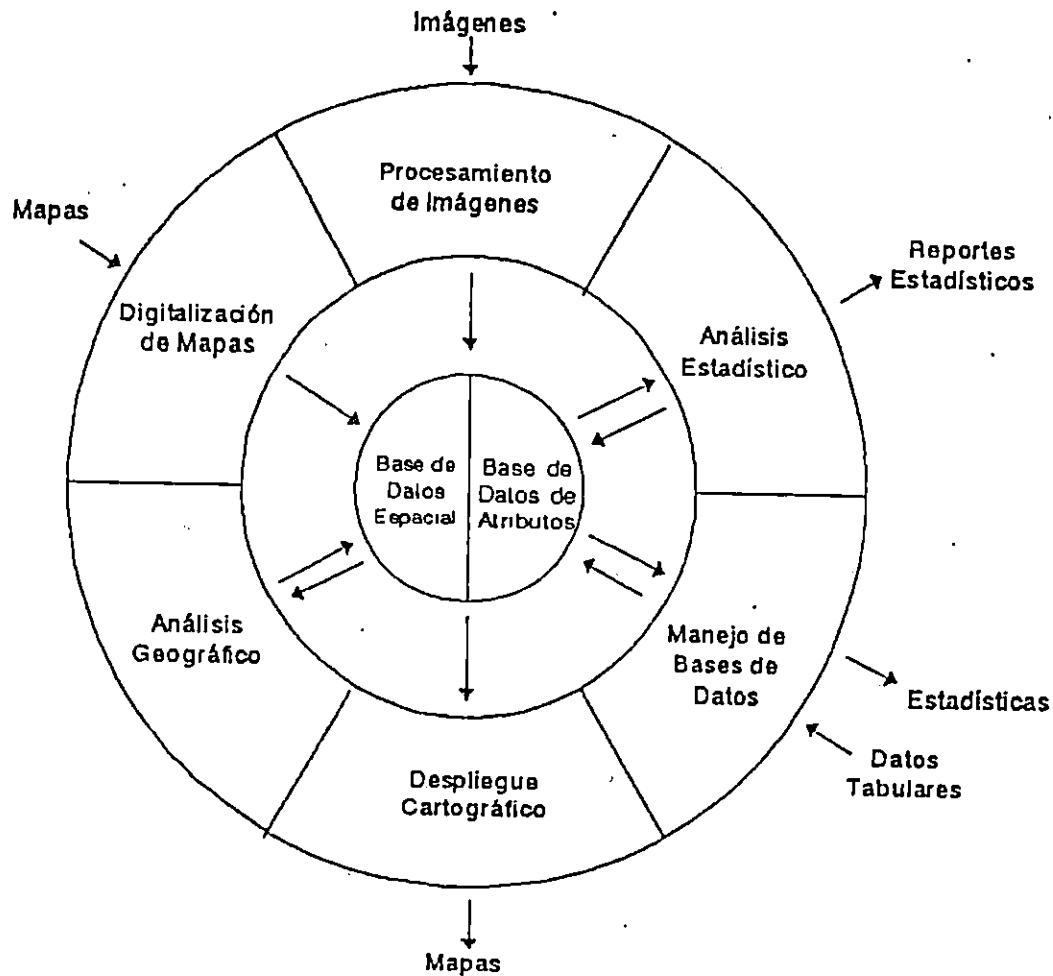 Imágenes
Procesamiento
de Imágenes
Mapas
Digitalización
de Mapas
Reportes
Estadísticos
Análisis
Estadístico
Base de
Datos
Espacial
Base de
Datos de
Atributos
Análisis
Geográfico
Manejo de
Bases de
Datos
Estadísticas
Datos
Tabulares
Despliegue
Cartográfico
Mapas